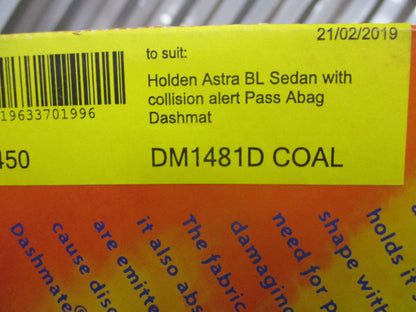 21/02/2019
to suit:
Holden Astra BL Sedan with
collision alert Pass Abag
Dashmat
19633701996
450
DM1481D COAL
holds it
shape with
need for p
damaging
The fabric
it also abs
are emitte
cause disc
Dashmate®